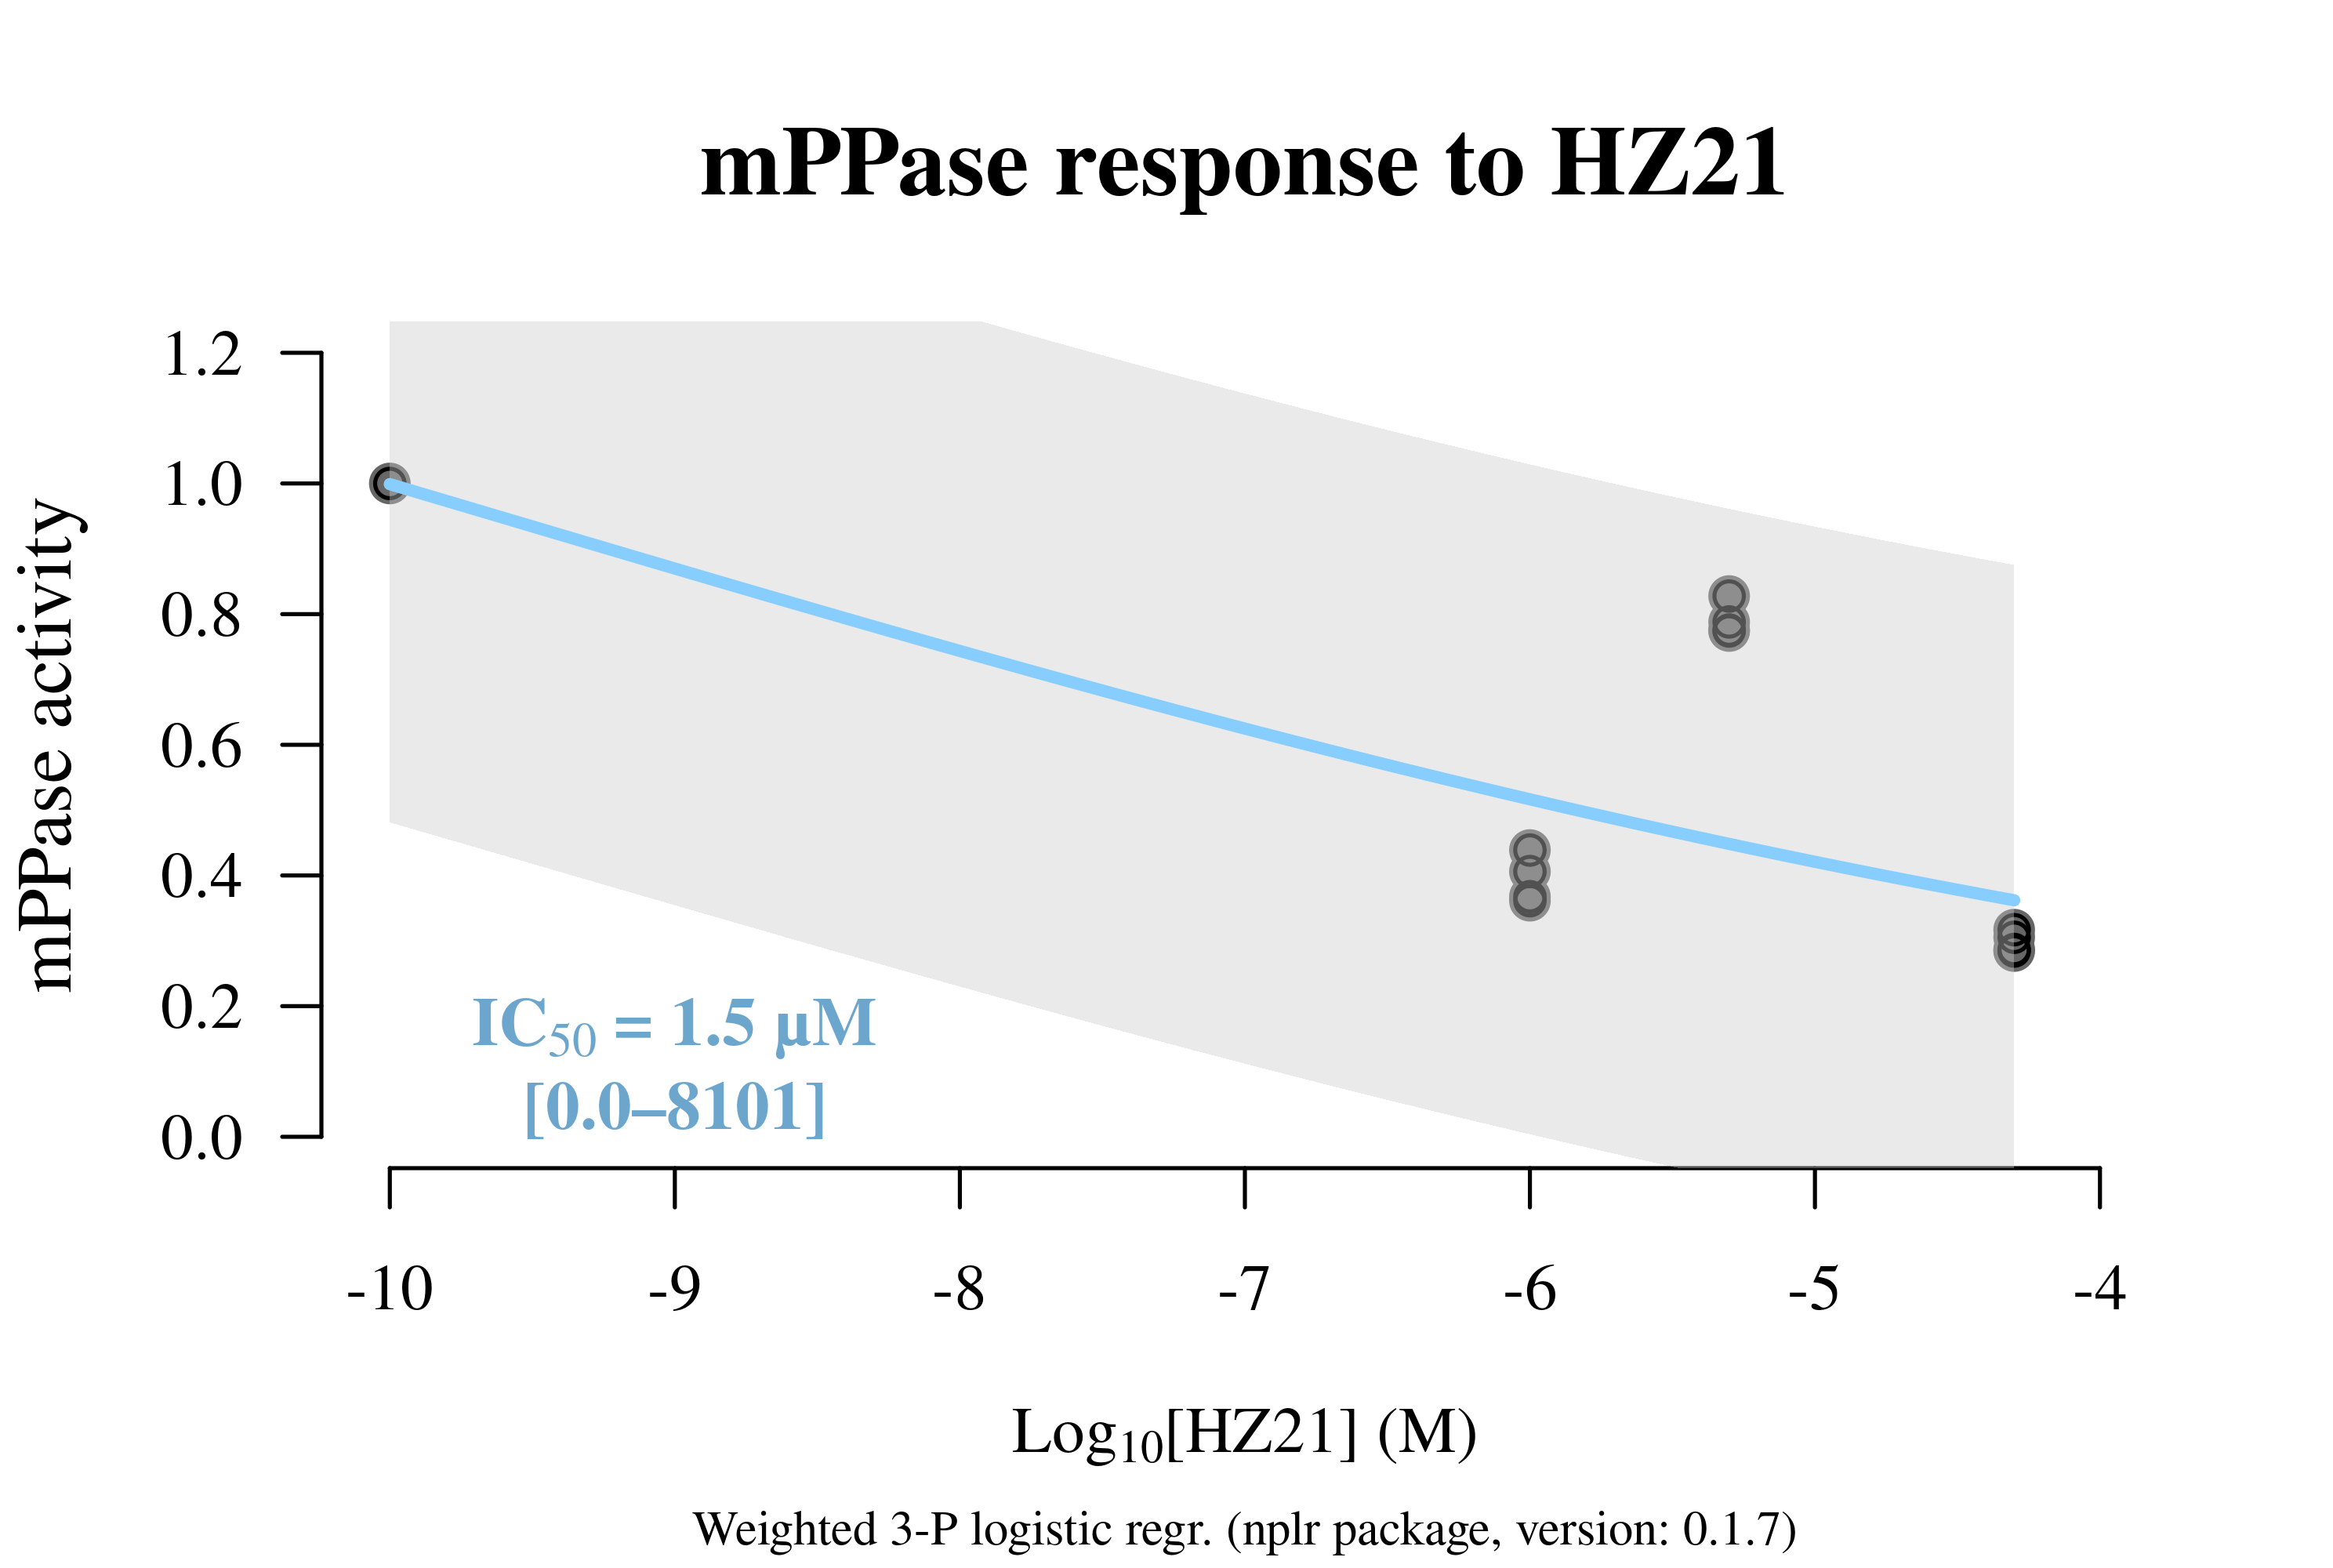 mPPase response to HZ21
mPPase activity
1.2
1.0
0.8
0.6
0.4
0.2
0.0
IC50 = 1.5 µM
[0.0–8101]
-10 -9 -8 -7 -6 -5 -4
Log10[HZ21] (M)
Weighted 3-P logistic regr. (nplr package, version: 0.1.7)